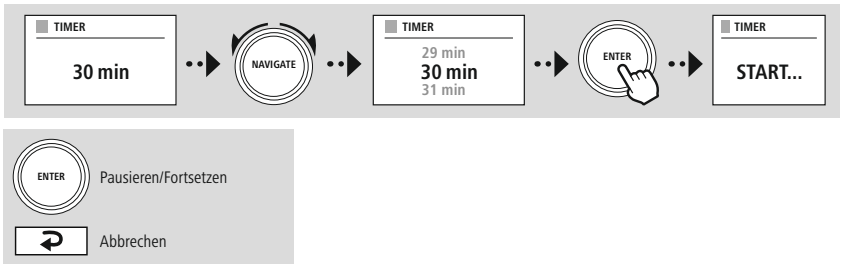 TIMER
30 min
NAVIGATE
TIMER
29 min
30 min
31 min
ENTER
TIMER
START...
ENTER
Pausieren/Fortsetzen
Abbrechen